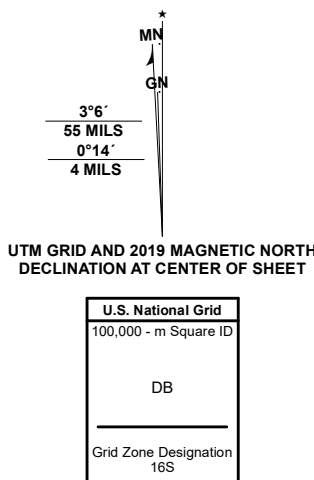 ★
MN
GN
3°6´
55 MILS
0°14´
4 MILS
UTM GRID AND 2019 MAGNETIC NORTH
DECLINATION AT CENTER OF SHEET
U.S. National Grid
100,000 - m Square ID
DB
Grid Zone Designation
16S